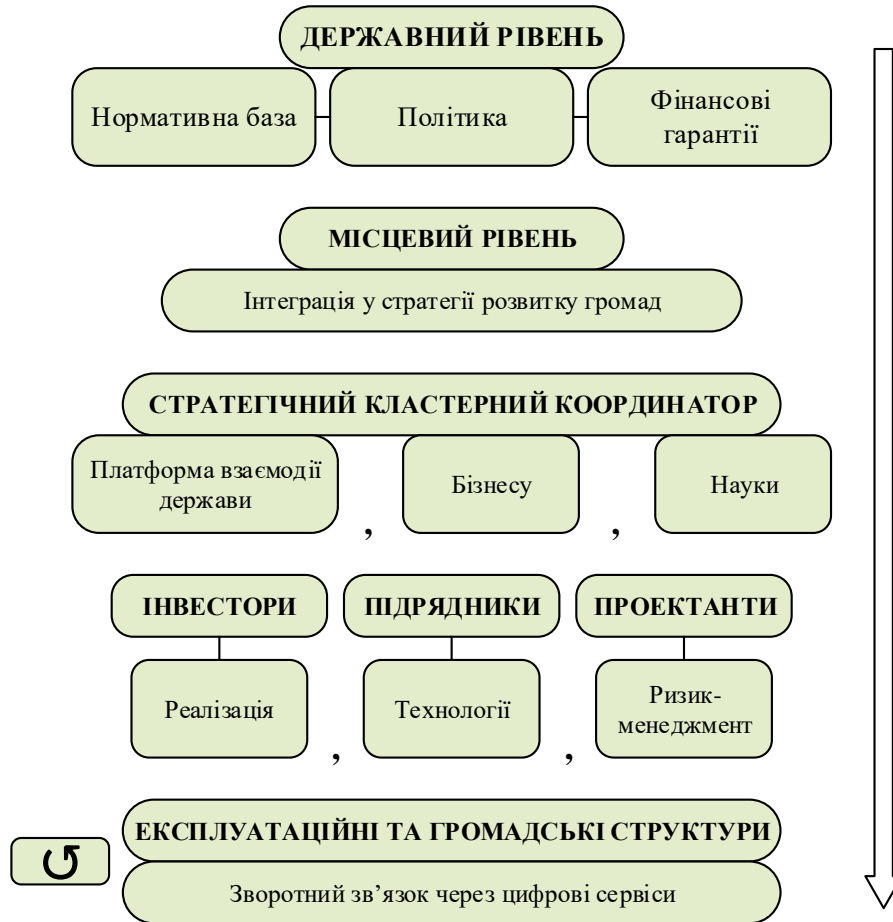 ДЕРЖАВНИЙ РІВЕНЬ
Нормативна база
Політика
Фінансові
гарантії
МІСЦЕВИЙ РІВЕНЬ
Інтеграція у стратегії розвитку громад
СТРАТЕГІЧНИЙ КЛАСТЕРНИЙ КООРДИНАТОР
Платформа взаємодії
держави
,
Бізнесу
,
Науки
ІНВЕСТОРИ
ПІДРЯДНИКИ
ПРОЕКТАНТИ
Реалізація
,
Технології
,
Ризик-
менеджмент
ЕКСПЛУАТАЦІЙНІ ТА ГРОМАДСЬКІ СТРУКТУРИ
Зворотний зв’язок через цифрові сервіси